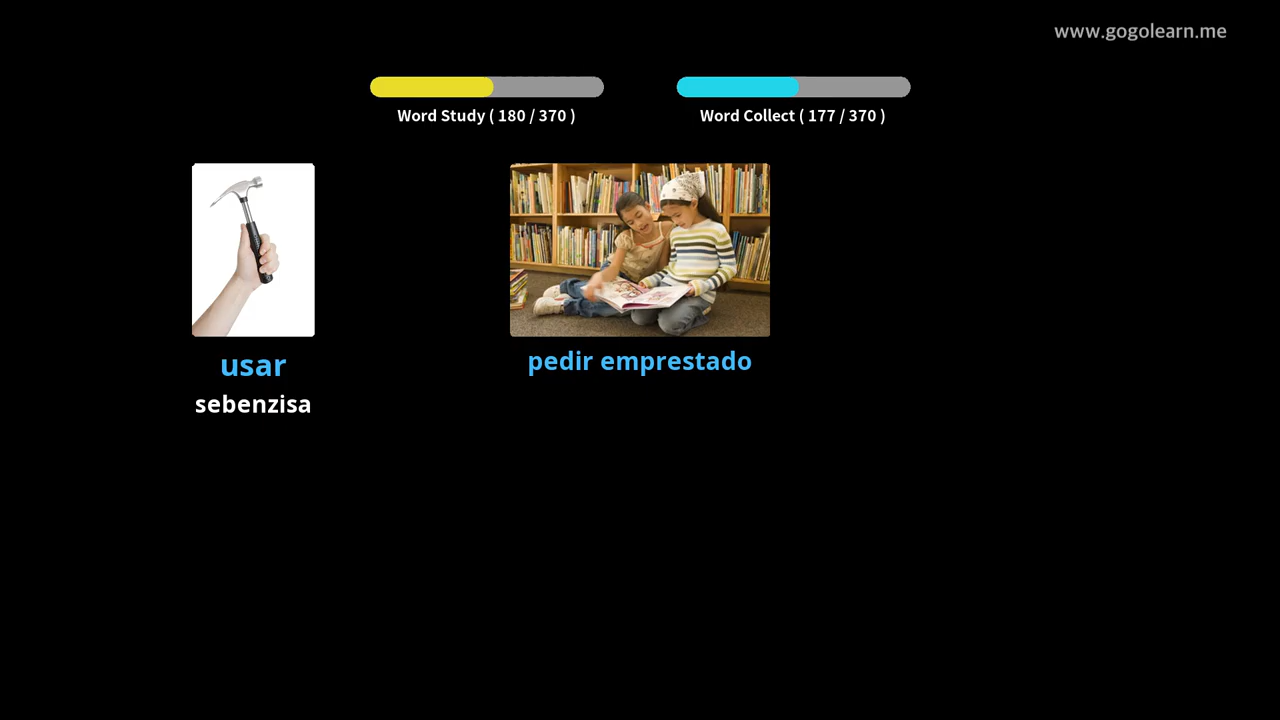 www.gogolearn.me
Word Study ( 180 / 370 )
Word Collect ( 177 / 370 )
usar
sebenzisa
pedir emprestado